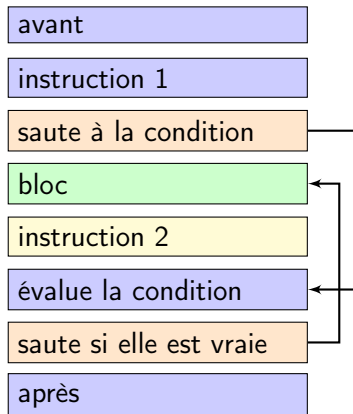 avant
instruction 1
saute à la condition
bloc
instruction 2
évalue la condition
saute si elle est vraie
après